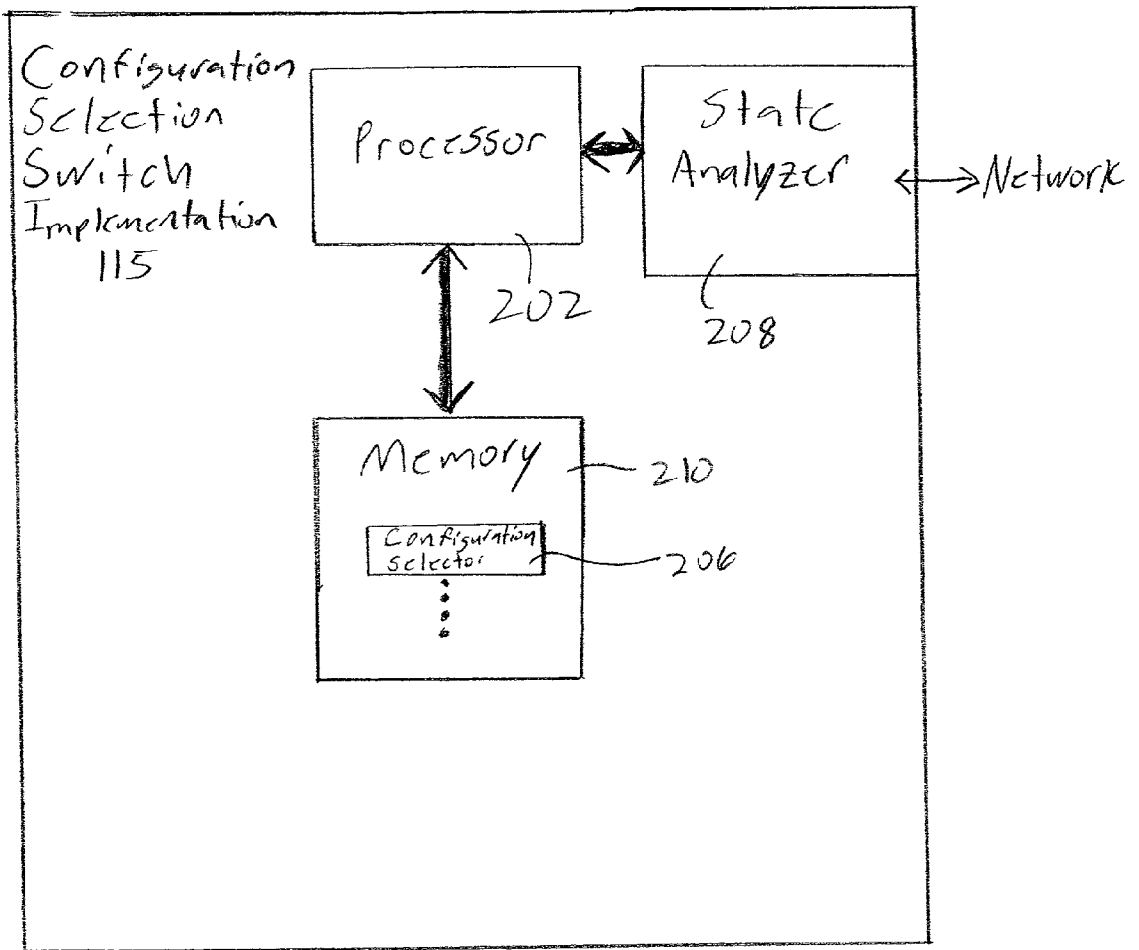 Configuration
Selection
Switch
Implementation
115
Processor
State
Analyzer
Network
202
208
Memory
210
Configuration
Selector
206